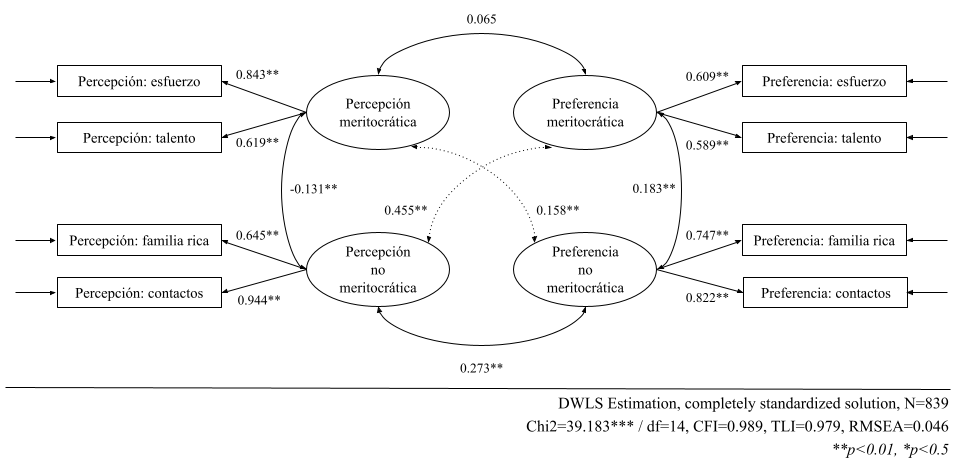 0.065
Percepción: esfuerzo
0.843**
Percepción
meritocrática
Preferencia
meritocrática
0.609**
Preferencia: esfuerzo
Percepción: talento
0.619**
0.589**
Preferencia: talento
-0.131**
0.455**
0.158**
0.183**
Percepción: familia rica
0.645**
Percepción
no
meritocrática
Preferencia
no
meritocrática
0.747**
Preferencia: familia rica
Percepción: contactos
0.944**
0.822**
Preferencia: contactos
0.273**
DWLS Estimation, completely standardized solution, N=839
Chi2=39.183*** / df=14, CFI=0.989, TLI=0.979, RMSEA=0.046
**p<0.01, *p<0.5